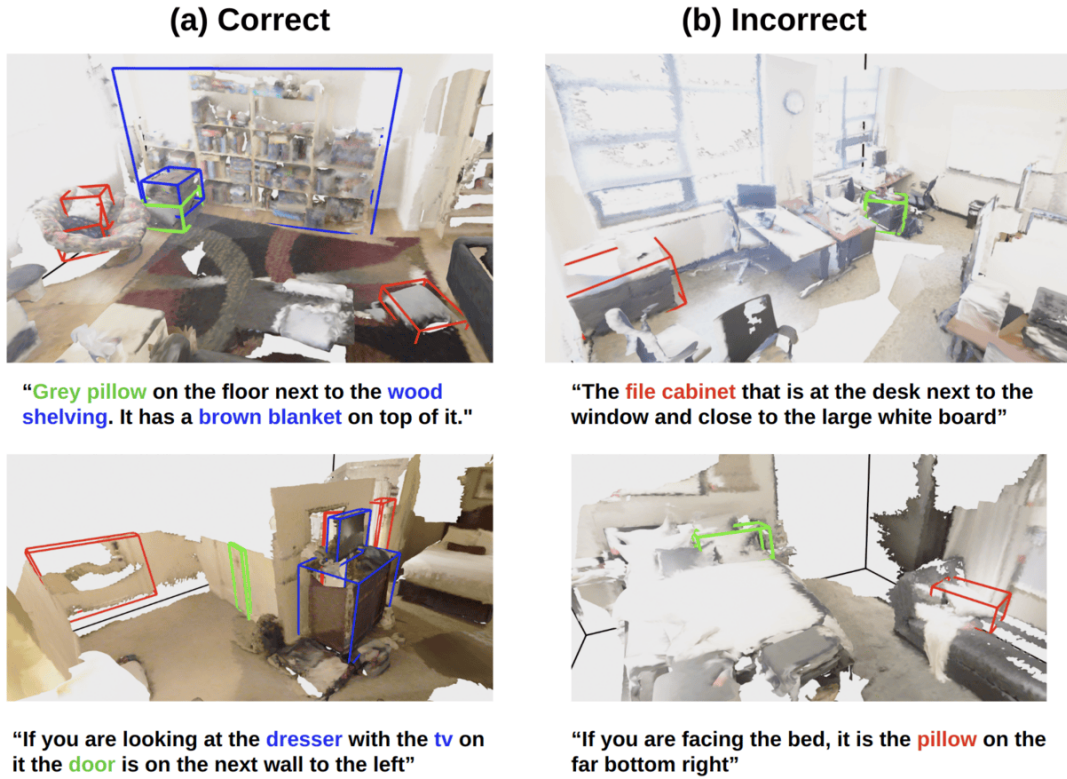 (a) Correct
(b) Incorrect
“Grey pillow on the floor next to the wood
shelving. It has a brown blanket on top of it."
“The file cabinet that is at the desk next to the
window and close to the large white board”
“If you are looking at the dresser with the tv on
it the door is on the next wall to the left”
“If you are facing the bed, it is the pillow on the
far bottom right”